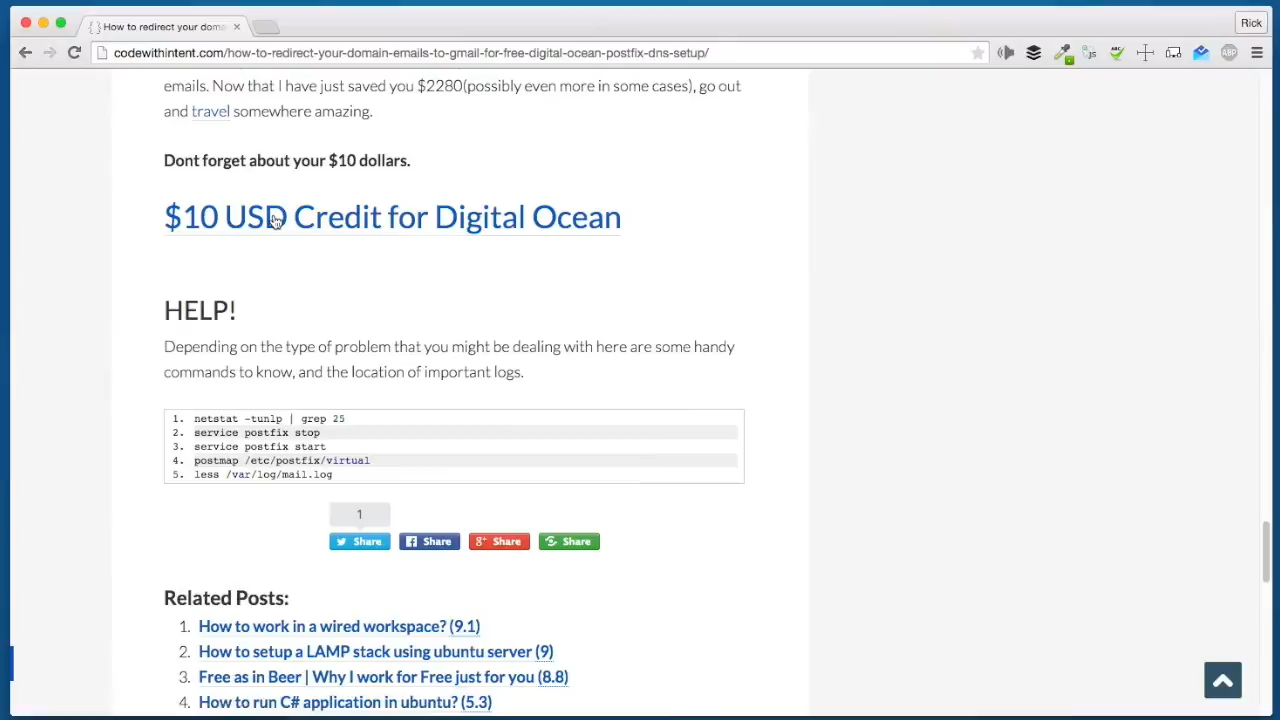 How to redirect your doma
Rick
codewithintent.com/how-to-redirect-your-domain-emails-to-gmail-for-free-digital-ocean-postfix-dns-setup/
emails. Now that I have just saved you $2280(possibly even more in some cases), go out
and travel somewhere amazing.
Dont forget about your $10 dollars.
$10 USD Credit for Digital Ocean
HELP!
Depending on the type of problem that you might be dealing with here are some handy
commands to know, and the location of important logs.
1. netstat -tunlp | grep 25
2. service postfix stop
3. service postfix start
4. postmap /etc/postfix/virtual
5. less /var/log/mail.log
1
Share Share Share Share
Related Posts:
1. How to work in a wired workspace? (9.1)
2. How to setup a LAMP stack using ubuntu server (9)
3. Free as in Beer | Why I work for Free just for you (8.8)
4. How to run C# application in ubuntu? (5.3)